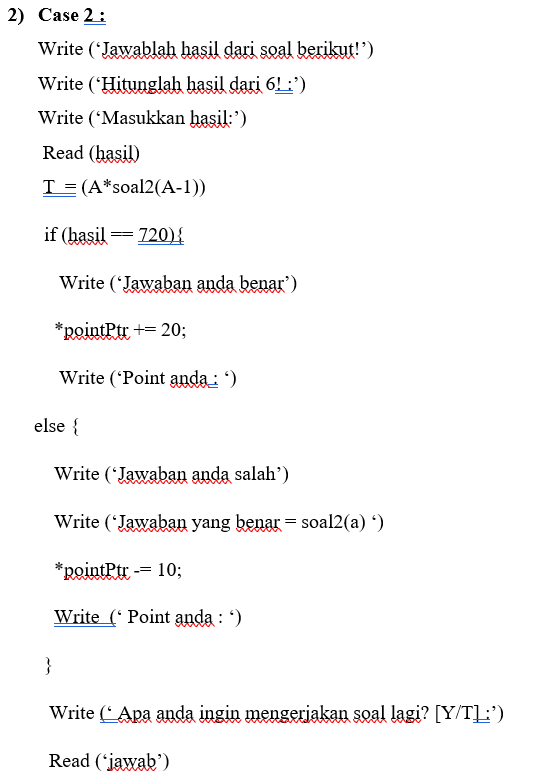 2) Case 2 :
Write (‘Jawablah hasil dari soal berikut!’)
Write (‘Hitunglah hasil dari 6! :’)
Write (‘Masukkan hasil:’)
Read (hasil)
T = (A*soal2(A-1))
if (hasil == 720){
Write (‘Jawaban anda benar’)
*pointPtr += 20;
Write (‘Point anda : ‘)
else {
Write (‘Jawaban anda salah’)
Write (‘Jawaban yang benar = soal2(a) ‘)
*pointPtr -= 10;
Write (‘ Point anda : ‘)
}
Write (‘ Apa anda ingin mengerjakan soal lagi? [Y/T] :’)
Read (‘jawab’)